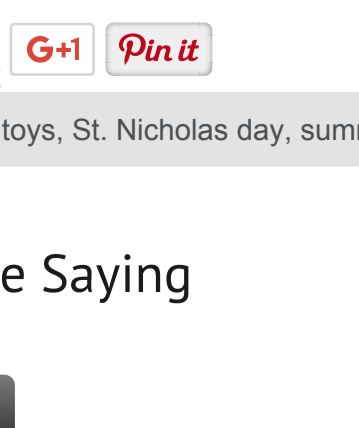 G+1 Pin it
toys, St. Nicholas day,
Saying